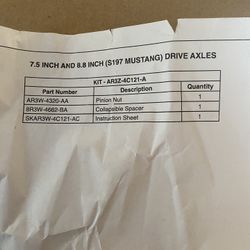 7.5 INCH AND 8.8 INCH (S197 MUSTANG) DRIVE AXLES
KIT - AR3Z-4C121-A
Part Number Description Quantity
AR3W-4320-AA Pinion Nut 1
8R3W-4662-BA Collapsible Spacer 1
SKAR3W-4C121-AC Instruction Sheet 1